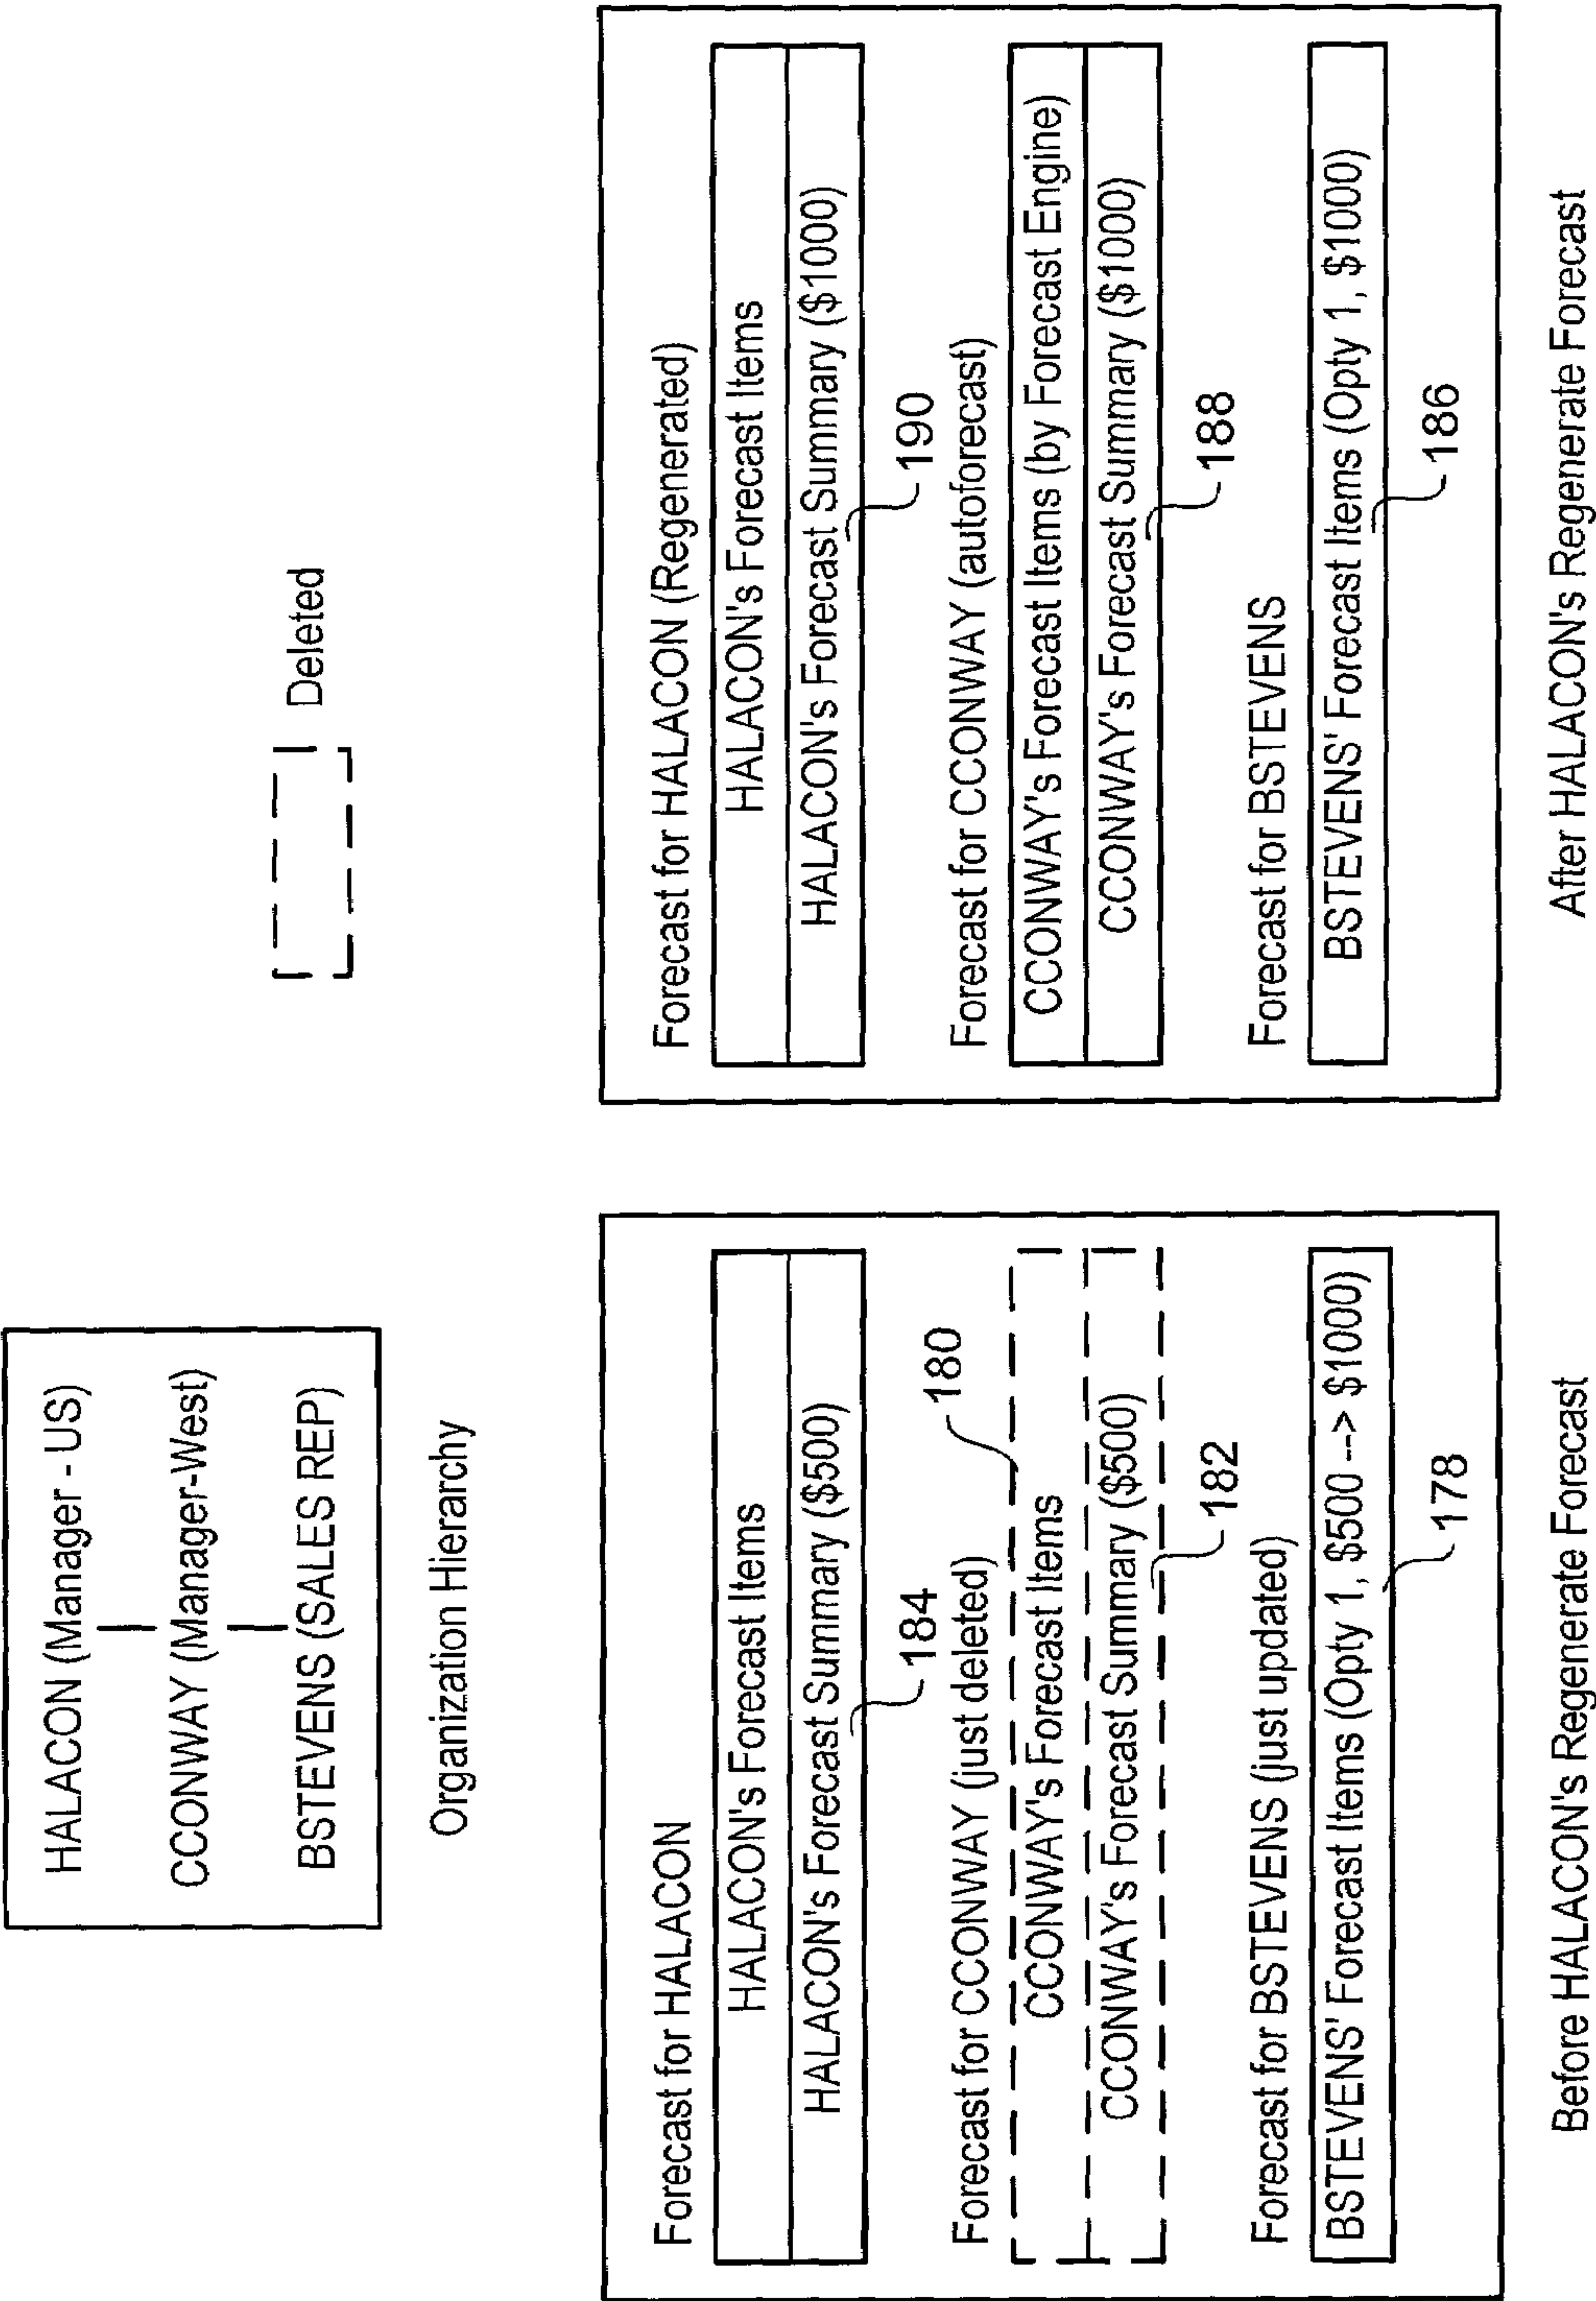 HALACON (Manager - US)
CCONWAY (Manager-West)
BSTEVENS (SALES REP)
Organization Hierarchy
Deleted
Forecast for HALACON
HALACON's Forecast Items
HALACON's Forecast Summary ($500)
184
Forecast for CCONWAY (just deleted)
180
CCONWAY's Forecast Items
CCONWAY's Forecast Summary ($500)
182
Forecast for BSTEVENS (just updated)
BSTEVENS' Forecast Items (Opty 1, $500 --> $1000)
178
Before HALACON's Regenerate Forecast
Forecast for HALACON (Regenerated)
HALACON's Forecast Items
HALACON's Forecast Summary ($1000)
190
Forecast for CCONWAY (autoforecast)
CCONWAY's Forecast Items (by Forecast Engine)
CCONWAY's Forecast Summary ($1000)
188
Forecast for BSTEVENS
BSTEVENS' Forecast Items (Opty 1, $1000)
186
After HALACON's Regenerate Forecast